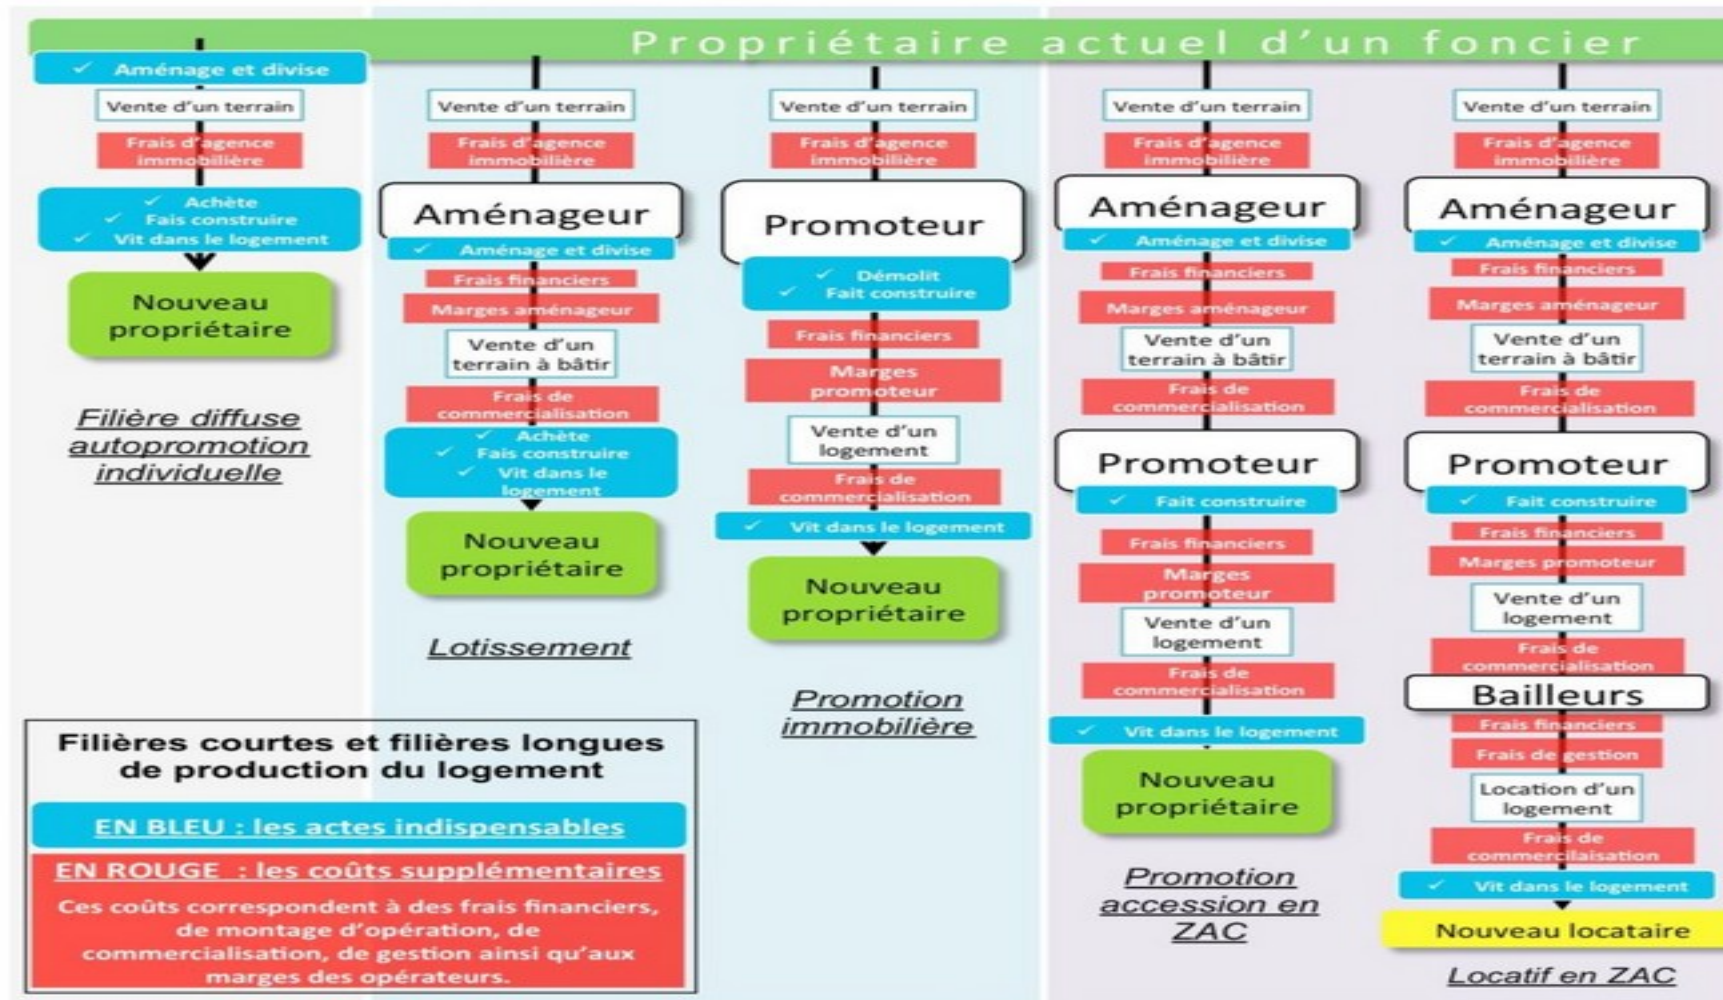 Propriétaire actuel d'un foncier
✓ Aménage et divise
Vente d'un terrain
Frais d'agence
immobilière
✓ Achète
✓ Fais construire
✓ Vit dans le logement
Nouveau
propriétaire
Filière diffuse
autopromotion
individuelle
Vente d'un terrain
Frais d'agence
immobilière
Aménageur
✓ Aménage et divise
Frais financiers
Marges aménageur
Vente d'un
terrain à bâtir
Frais de
commercialisation
✓ Achète
✓ Fais construire
✓ Vit dans le
logement
Nouveau
propriétaire
Lotissement
Vente d'un terrain
Frais d'agence
immobilière
Promoteur
✓ Démolit
✓ Fait construire
Frais financiers
Marges
promoteur
Vente d'un
logement
Frais de
commercialisation
✓ Vit dans le logement
Nouveau
propriétaire
Promotion
immobilière
Vente d'un terrain
Frais d'agence
immobilière
Aménageur
✓ Aménage et divise
Frais financiers
Marges aménageur
Vente d'un
terrain à bâtir
Frais de
commercialisation
Promoteur
✓ Fait construire
Frais financiers
Marges
promoteur
Vente d'un
logement
Frais de
commercialisation
✓ Vit dans le logement
Nouveau
propriétaire
Promotion
accession en
ZAC
Vente d'un terrain
Frais d'agence
immobilière
Aménageur
✓ Aménage et divise
Frais financiers
Marges aménageur
Vente d'un
terrain à bâtir
Frais de
commercialisation
Promoteur
✓ Fait construire
Frais financiers
Marges promoteur
Vente d'un
logement
Frais de
commercialisation
Bailleurs
Frais financiers
Frais de gestion
Location d'un
logement
Frais de
commercilaisation
✓ Vit dans le logement
Nouveau locataire
Locatif en ZAC
Filières courtes et filières longues
de production du logement
EN BLEU : les actes indispensables
EN ROUGE : les coûts supplémentaires
Ces coûts correspondent à des frais financiers,
de montage d'opération, de
commercialisation, de gestion ainsi qu'aux
marges des opérateurs.